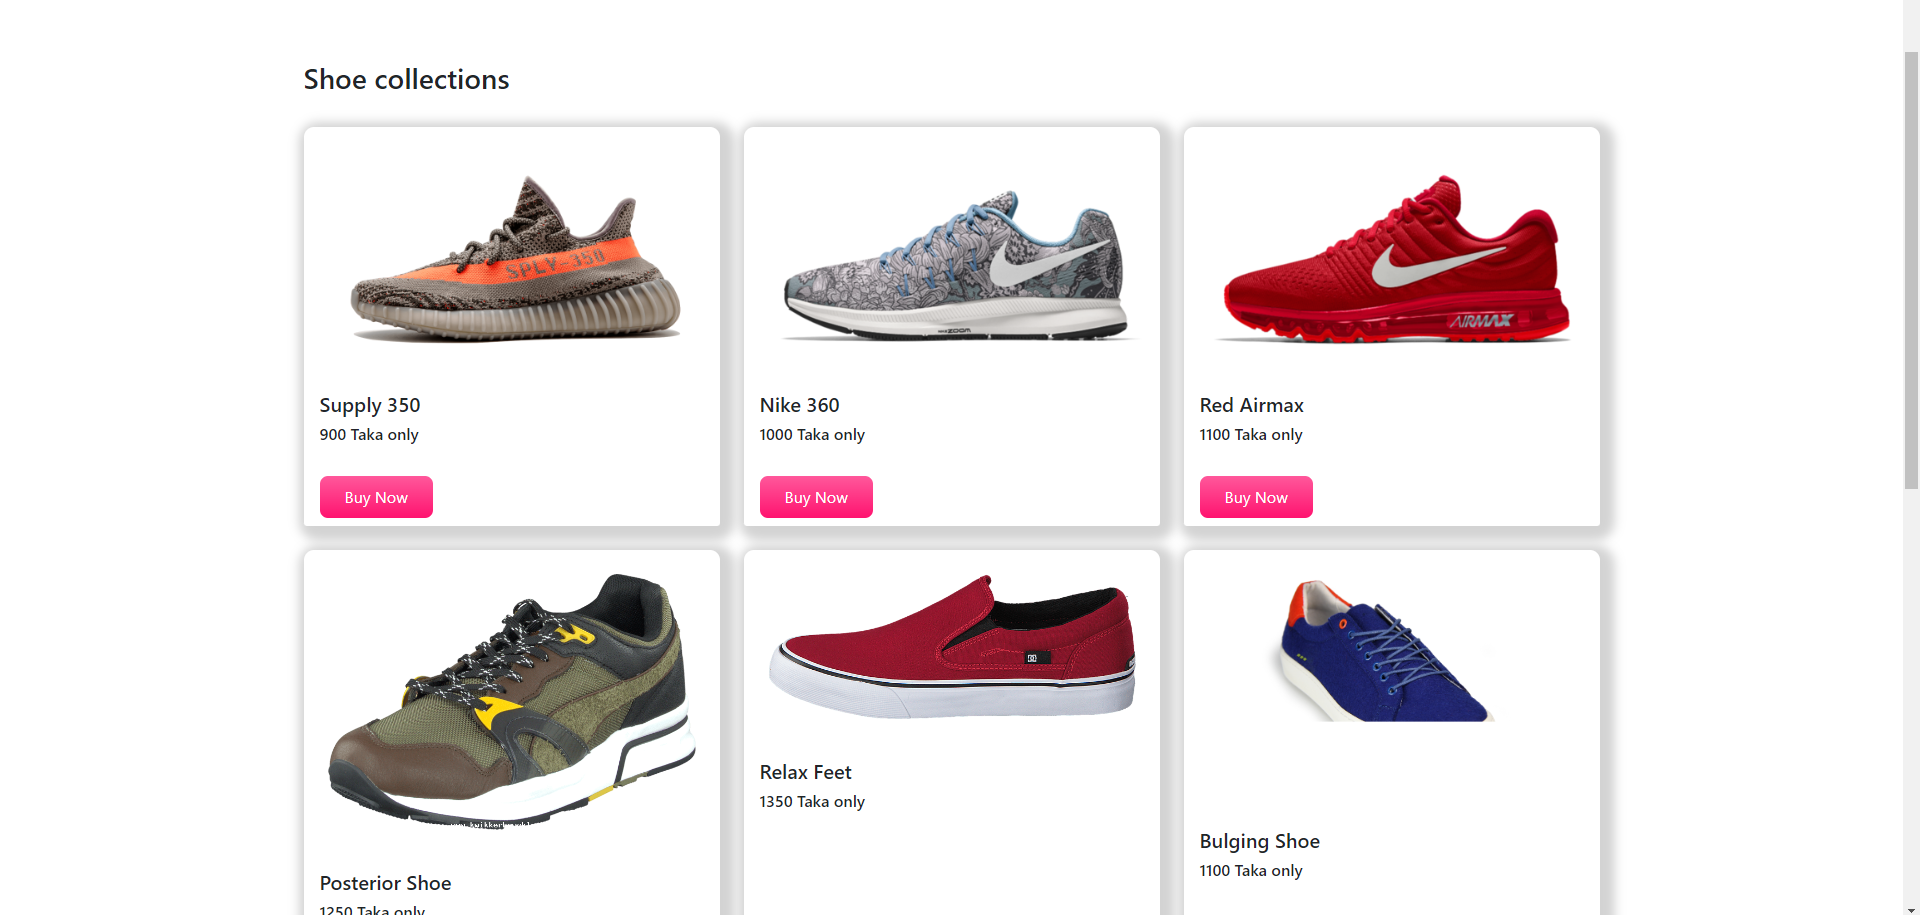 Shoe collections
SPLY-350
ZOOM
AIRMAX
Supply 350
900 Taka only
Buy Now
Nike 360
1000 Taka only
Buy Now
Red Airmax
1100 Taka only
Buy Now
Posterior Shoe
1250 Taka only
Relax Feet
1350 Taka only
Bulging Shoe
1100 Taka only